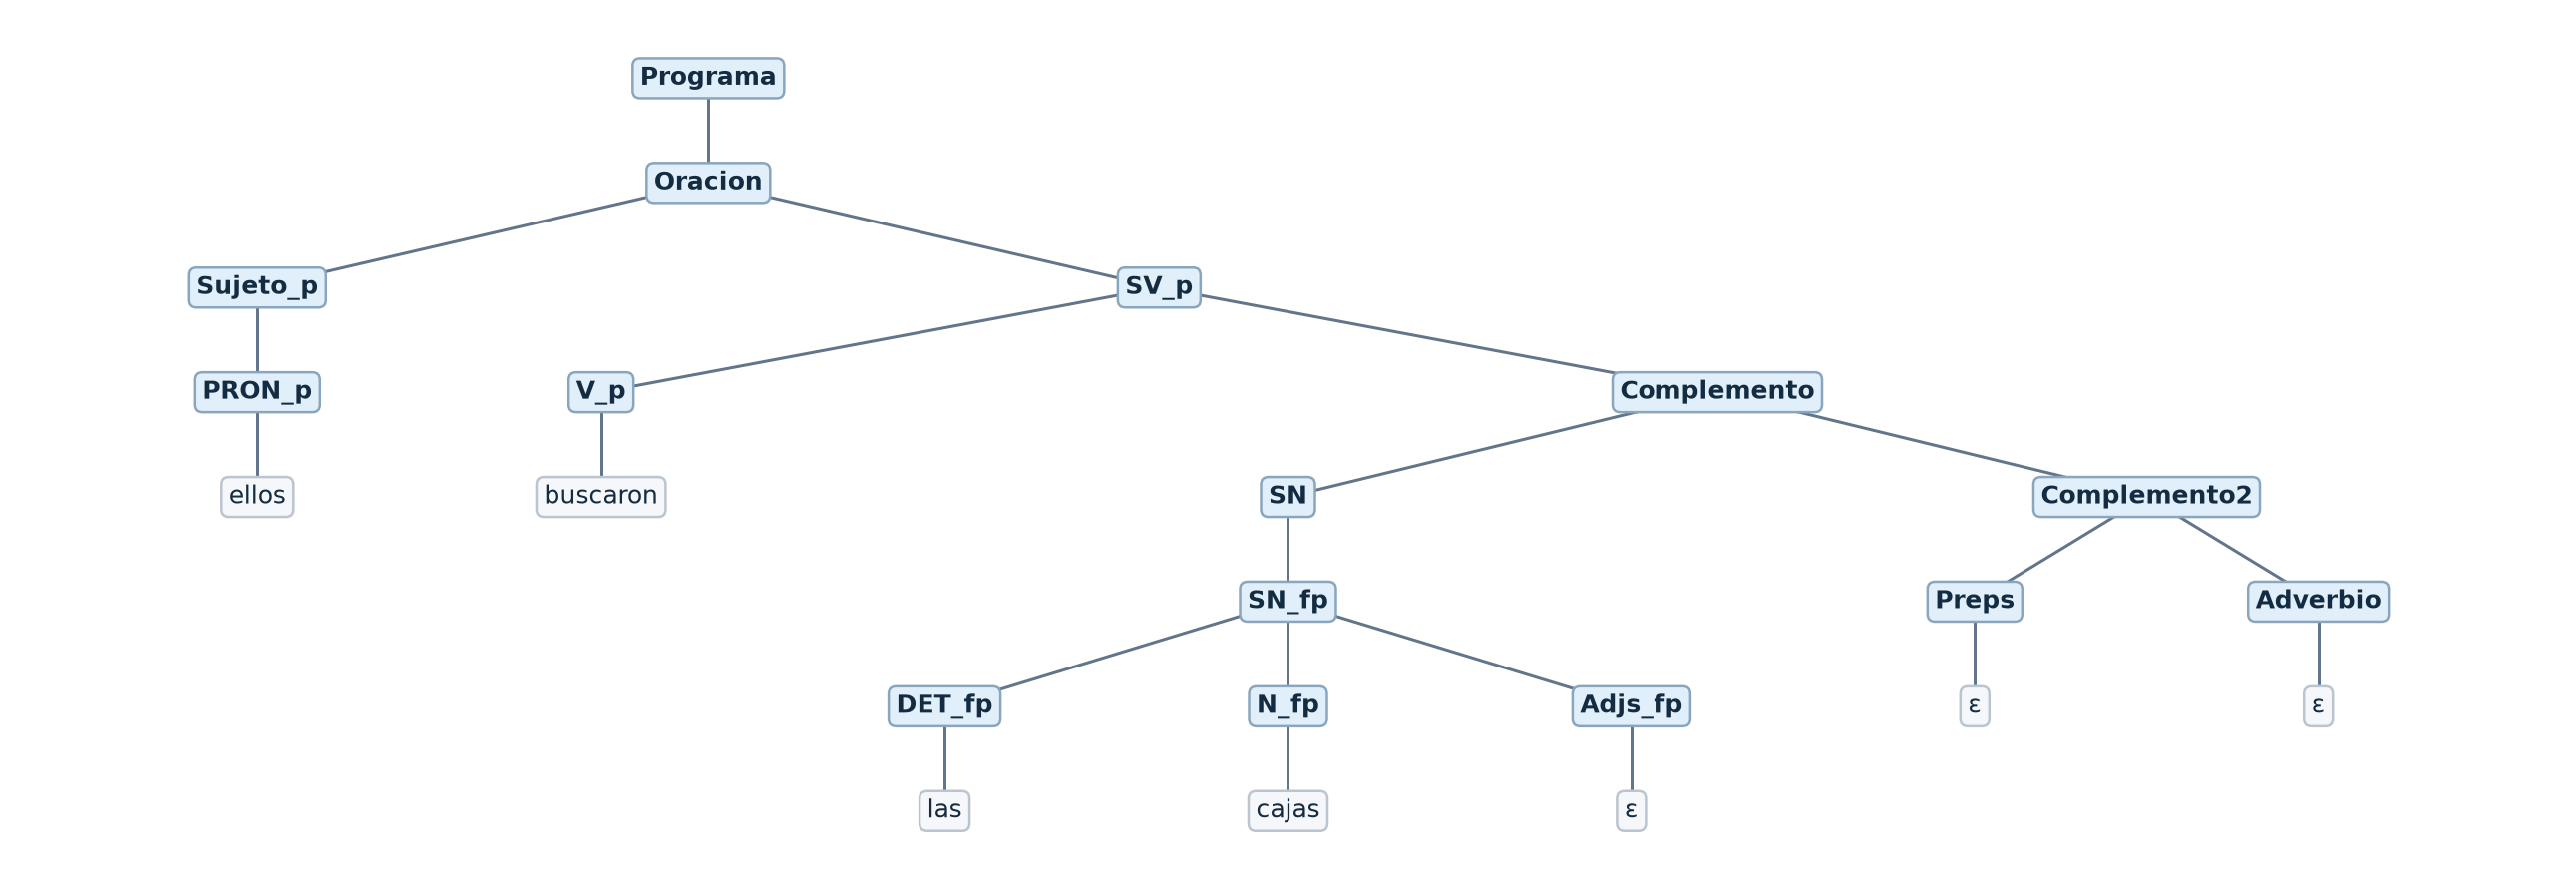 Programa
Oracion
Sujeto_p SV_p
PRON_p V_p Complemento
ellos buscaron SN Complemento2
SN_fp Preps Adverbio
DET_fp N_fp Adjs_fp ε ε
las cajas ε